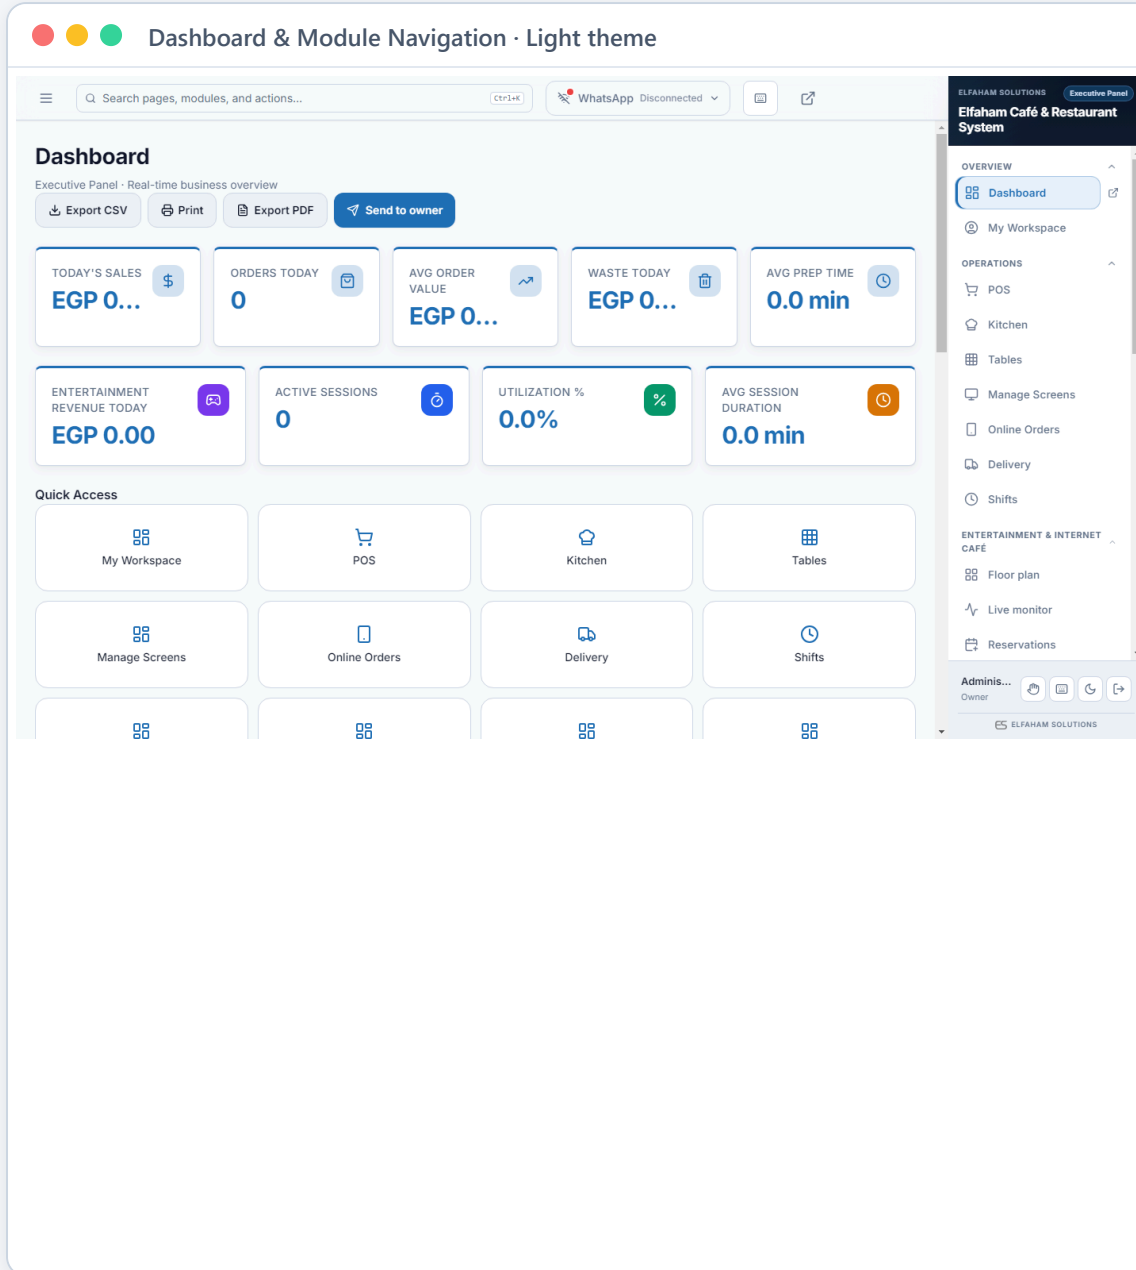 Dashboard & Module Navigation · Light theme
Search pages, modules, and actions...
Ctrl+K
WhatsApp Disconnected
Dashboard
Executive Panel · Real-time business overview
Export CSV
Print
Export PDF
Send to owner
TODAY'S SALES
EGP 0...
ORDERS TODAY
0
AVG ORDER
VALUE
EGP 0...
WASTE TODAY
EGP 0...
AVG PREP TIME
0.0 min
ENTERTAINMENT
REVENUE TODAY
EGP 0.00
ACTIVE SESSIONS
0
UTILIZATION %
0.0%
AVG SESSION
DURATION
0.0 min
Quick Access
My Workspace
POS
Kitchen
Tables
Manage Screens
Online Orders
Delivery
Shifts
ELFAHAM SOLUTIONS
Executive Panel
Elfaham Café & Restaurant
System
OVERVIEW
Dashboard
My Workspace
OPERATIONS
POS
Kitchen
Tables
Manage Screens
Online Orders
Delivery
Shifts
ENTERTAINMENT & INTERNET
CAFÉ
Floor plan
Live monitor
Reservations
Adminis...
Owner
ES ELFAHAM SOLUTIONS